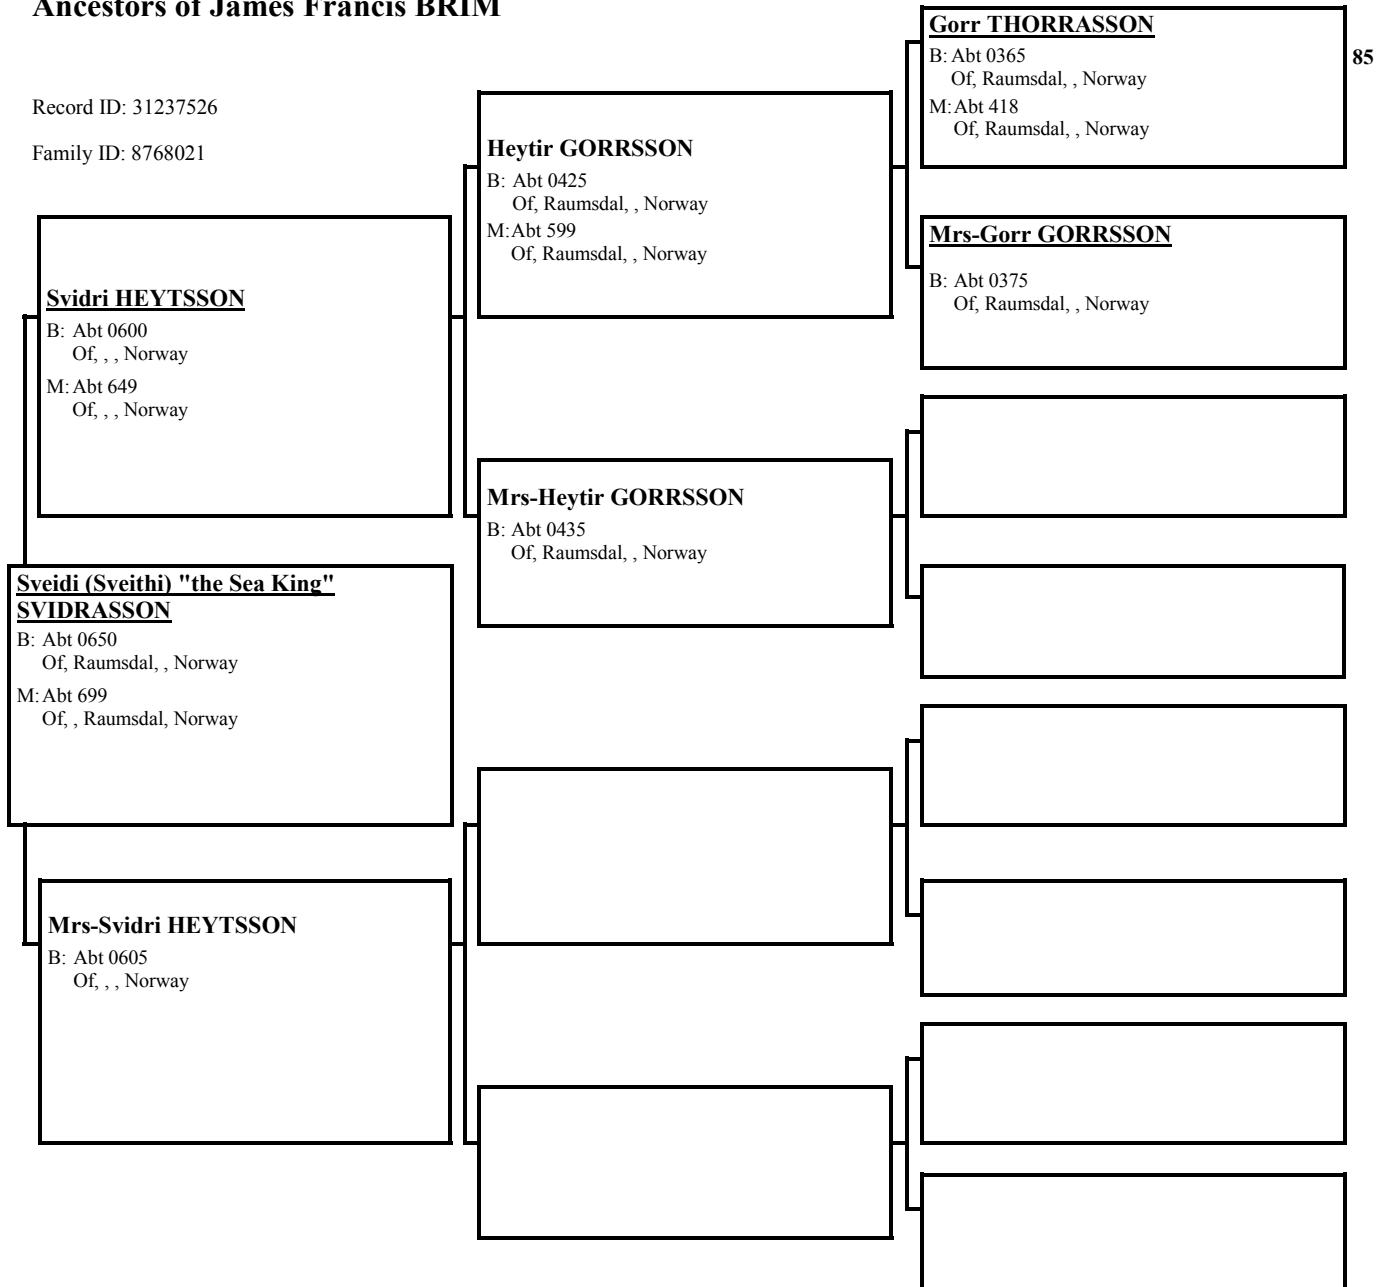 Ancestors of James Francis BRIM
Record ID: 31237526
Family ID: 8768021
Svidri HEYTSSON
B: Abt 0600
Of, , , Norway
M: Abt 649
Of, , , Norway
Sveidi (Sveithi) "the Sea King"
SVIDRASSON
B: Abt 0650
Of, Raumsdal, , Norway
M: Abt 699
Of, , Raumsdal, Norway
Mrs-Svidri HEYTSSON
B: Abt 0605
Of, , , Norway
Heytir GORRSSON
B: Abt 0425
Of, Raumsdal, , Norway
M: Abt 599
Of, Raumsdal, , Norway
Mrs-Heytir GORRSSON
B: Abt 0435
Of, Raumsdal, , Norway
Gorr THORRASSON
B: Abt 0365
Of, Raumsdal, , Norway
M: Abt 418
Of, Raumsdal, , Norway
85
Mrs-Gorr GORRSSON
B: Abt 0375
Of, Raumsdal, , Norway